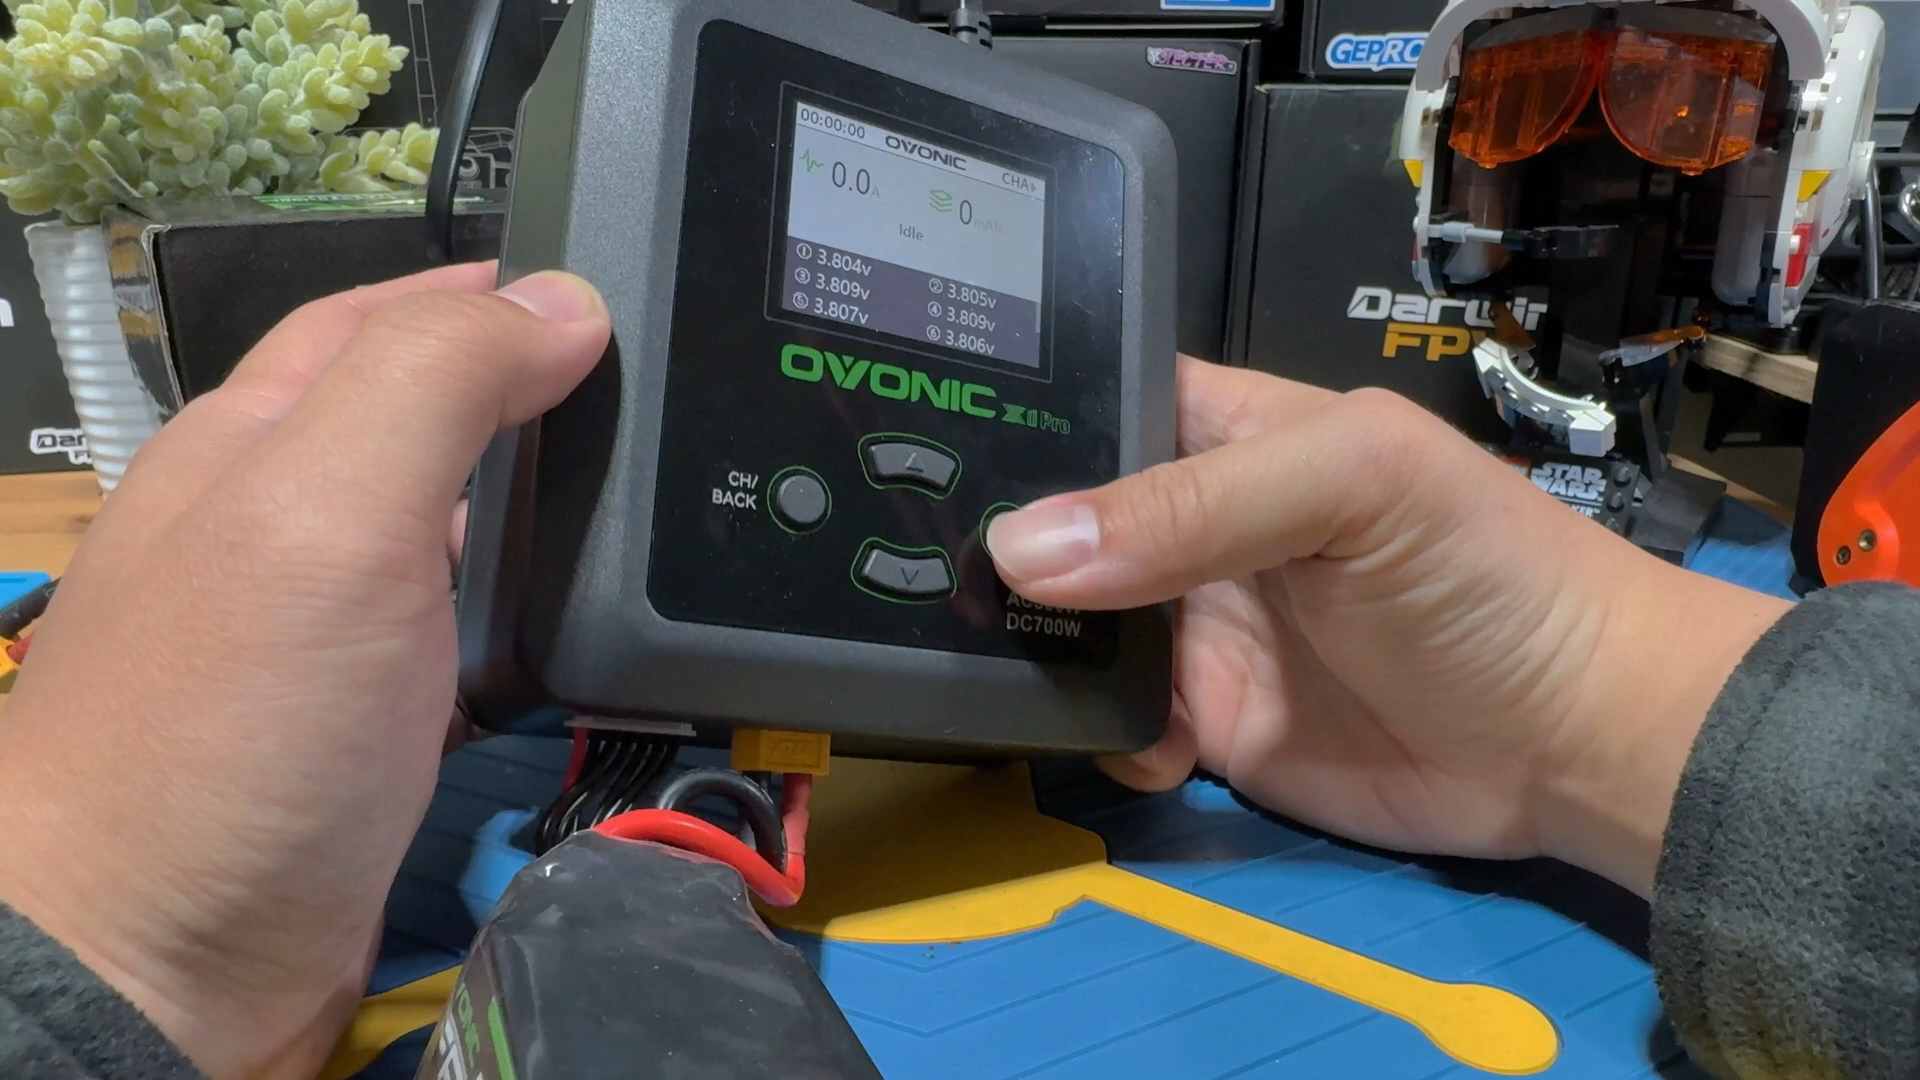 00:00:00
OVONIC
CHA
0.0A
0mAh
Idle
① 3.804v
② 3.805v
③ 3.809v
④ 3.809v
⑤ 3.807v
⑥ 3.806v
OVONIC
Pro
CH/
BACK
DC700W
XT60
GEPRC
Darwin
FPV
STAR
WARS